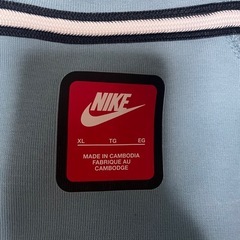 NIKE
XL TG EG
MADE IN CAMBODIA
FABRIQUÉ AU
CAMBODGE